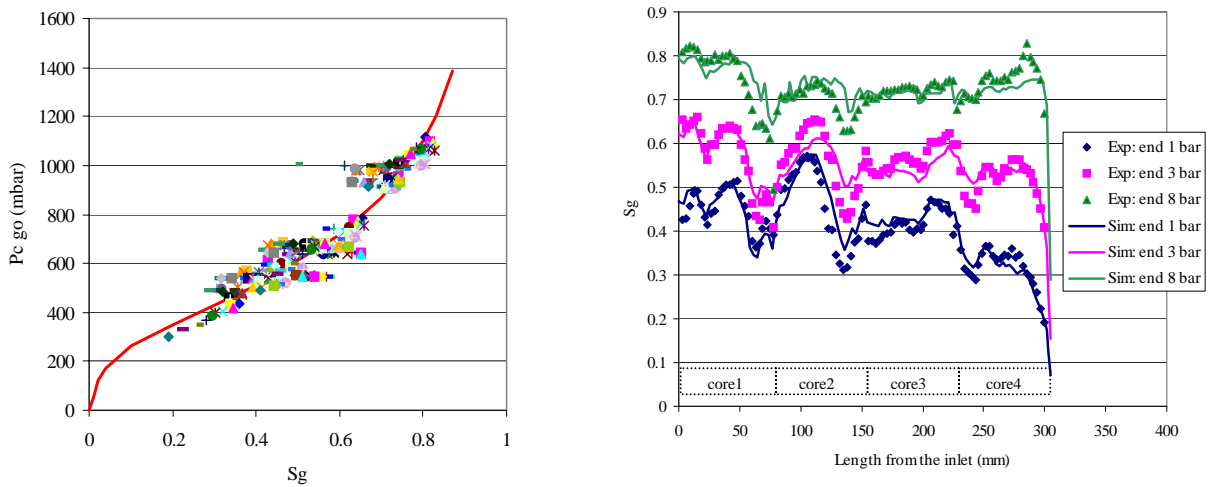 1600
1400
1200
1000
800
600
400
200
0
Pc go (mbar)
0 0.2 0.4 0.6 0.8 1
Sg
0.9
0.8
0.7
0.6
0.5
0.4
0.3
0.2
0.1
0
Sg
core1 core2 core3 core4
0 50 100 150 200 250 300 350 400
Length from the inlet (mm)
Exp: end 1 bar
Exp: end 3 bar
Exp: end 8 bar
Sim: end 1 bar
Sim: end 3 bar
Sim: end 8 bar